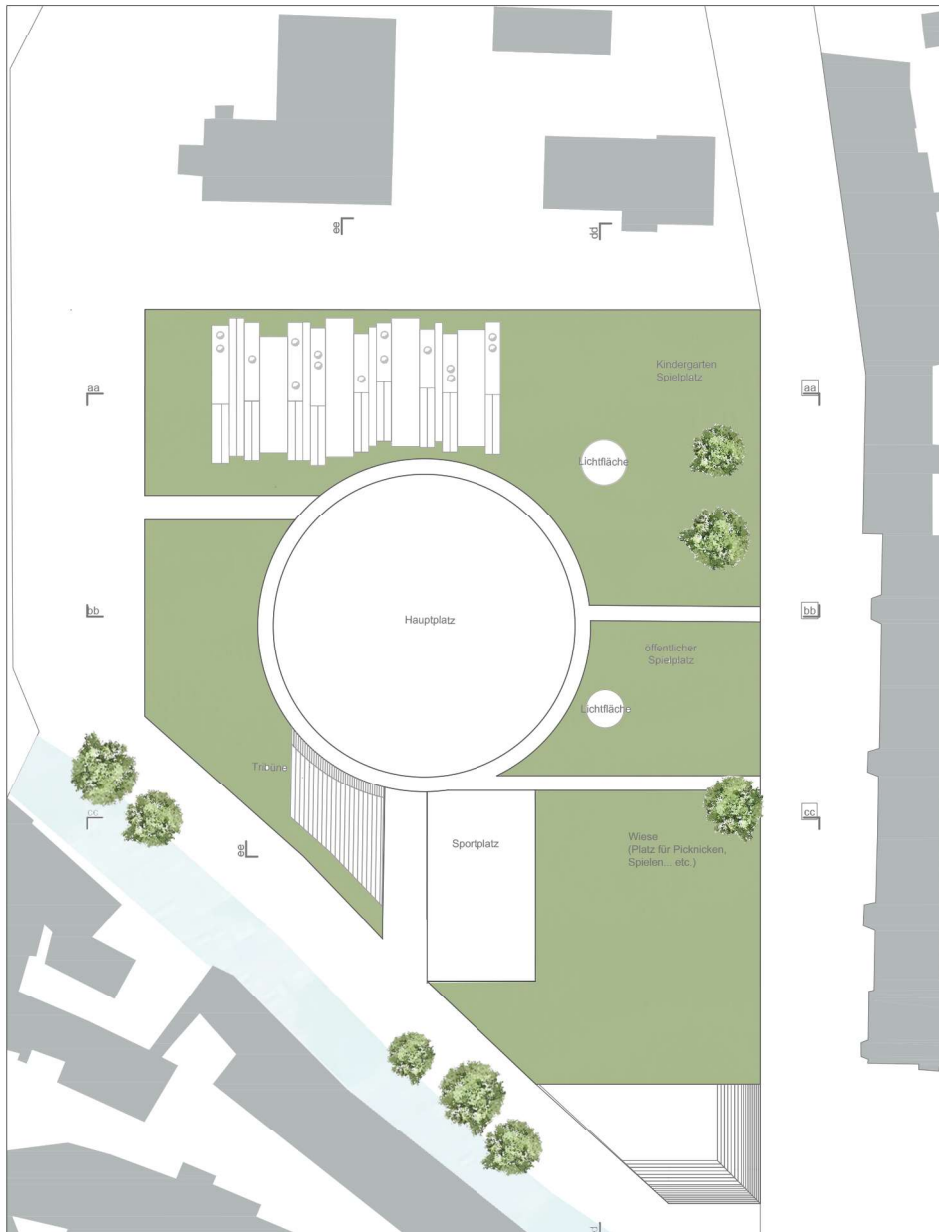 ee
dd
Kindergarten
Spielplatz
aa
aa
Lichtfläche
bb
Hauptplatz
bb
öffentlicher
Spielplatz
Lichtfläche
Tribüne
cc
cc
Wiese
(Platz für Picknicken,
Spielen... etc.)
Sportplatz
ee